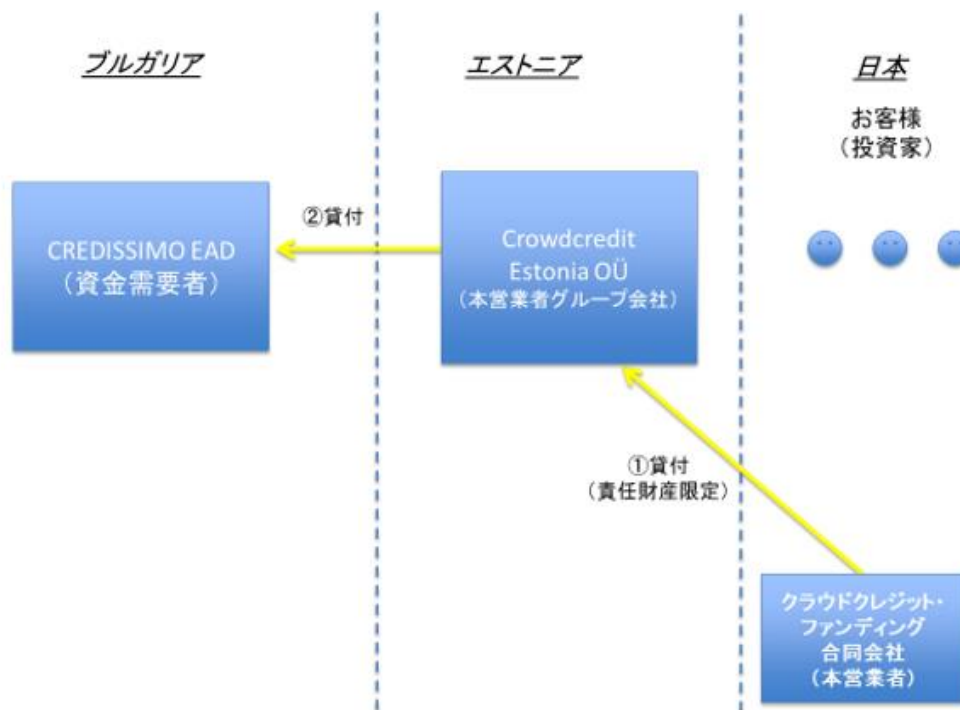 ブルガリア
エストニア
日本
お客様
（投資家）
CREDISSIMO EAD
（資金需要者）
②貸付
Crowdcredit
Estonia OÜ
（本営業者グループ会社）
①貸付
（責任財産限定）
クラウドクレジット・
ファンディング
合同会社
（本営業者）